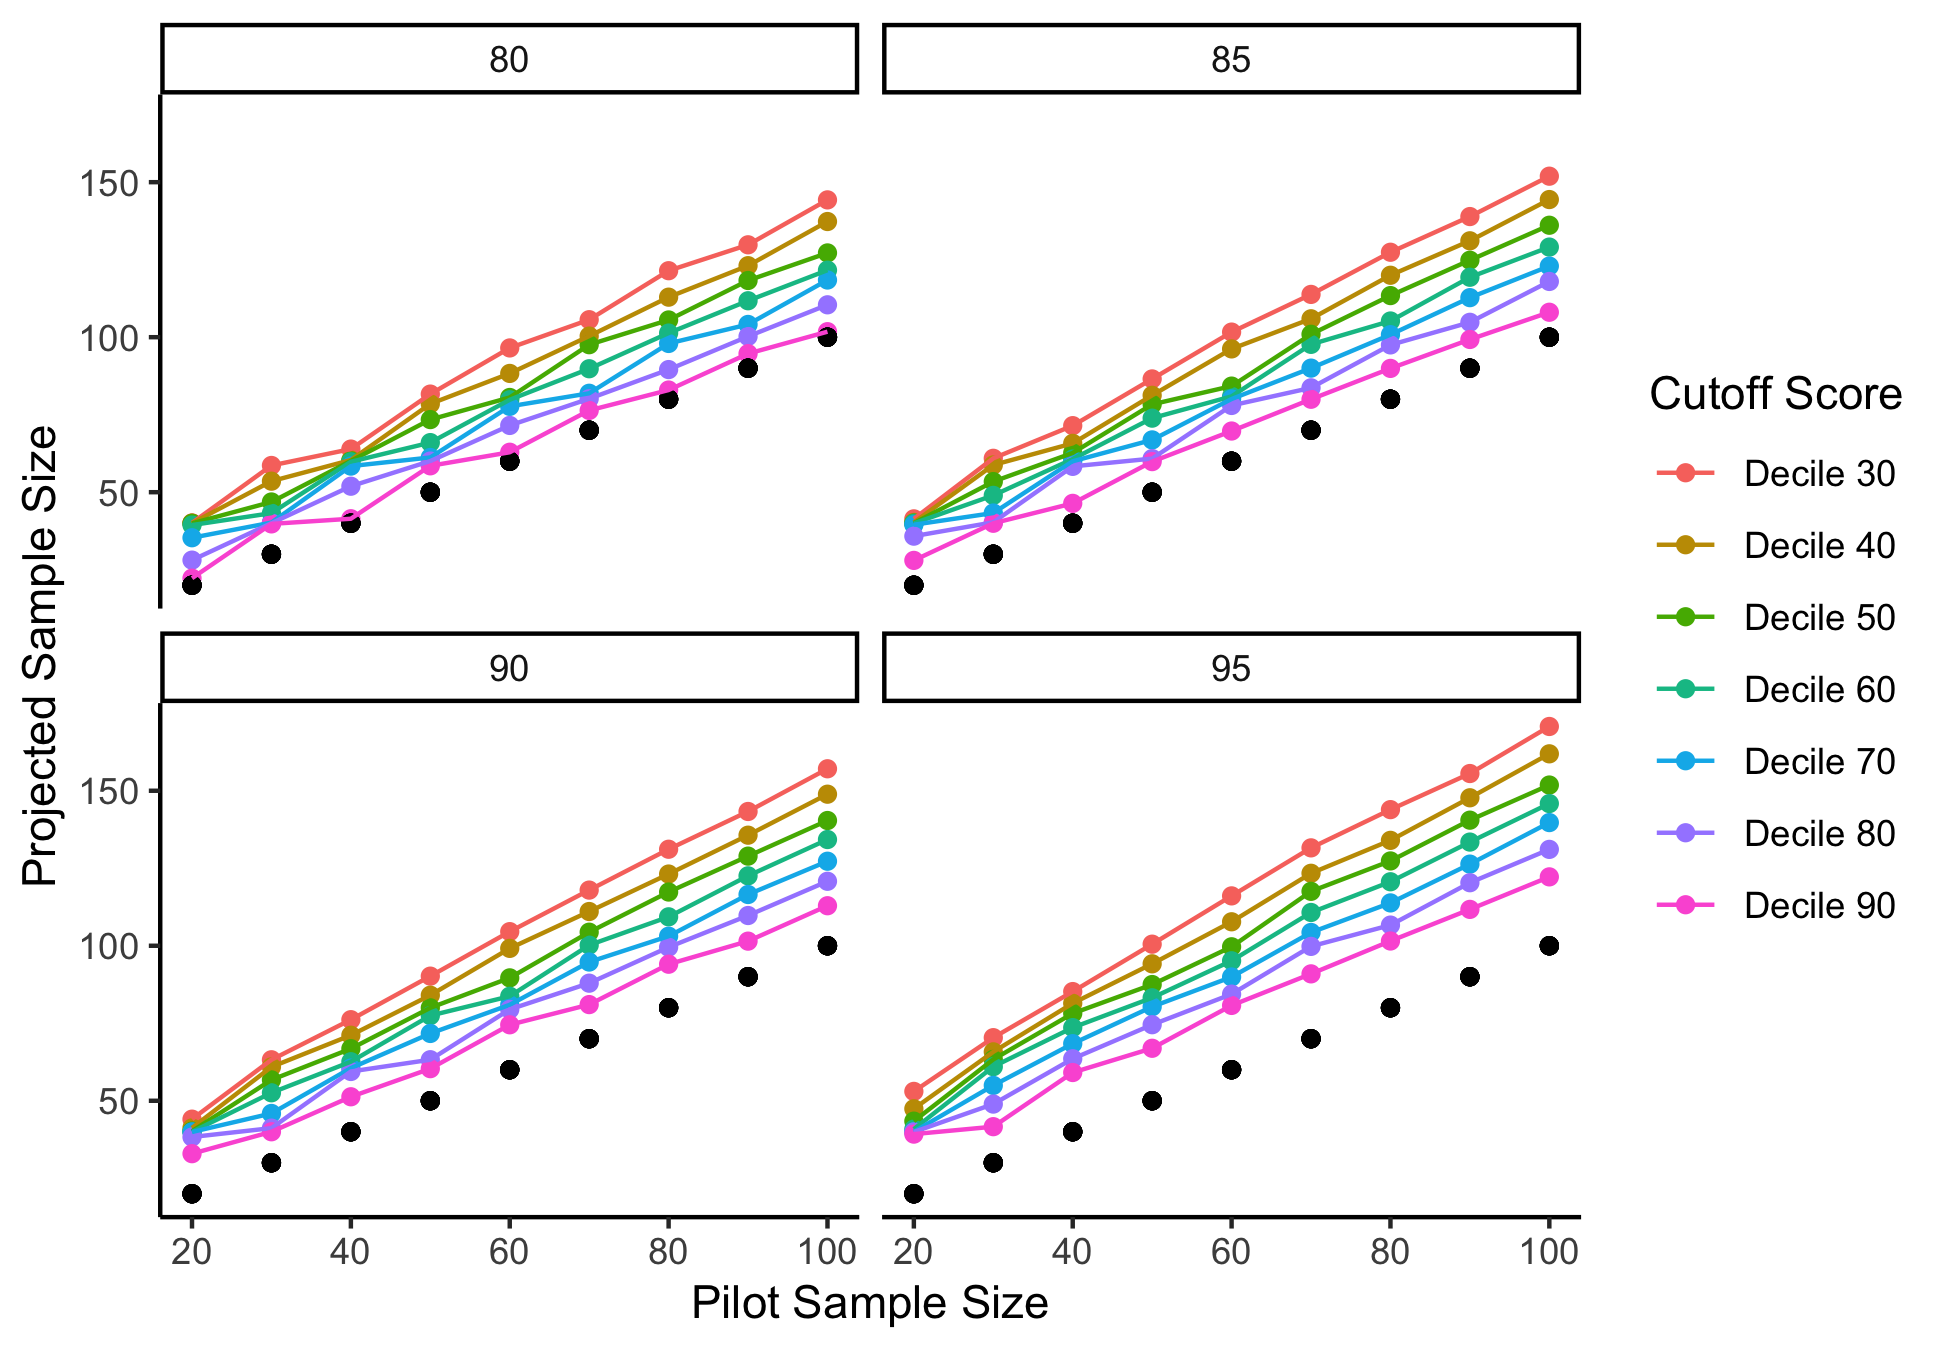 80
85
150
100
50
90
95
150
100
50
20 40 60 80 100
20 40 60 80 100
Pilot Sample Size
Projected Sample Size
Cutoff Score
Decile 30
Decile 40
Decile 50
Decile 60
Decile 70
Decile 80
Decile 90